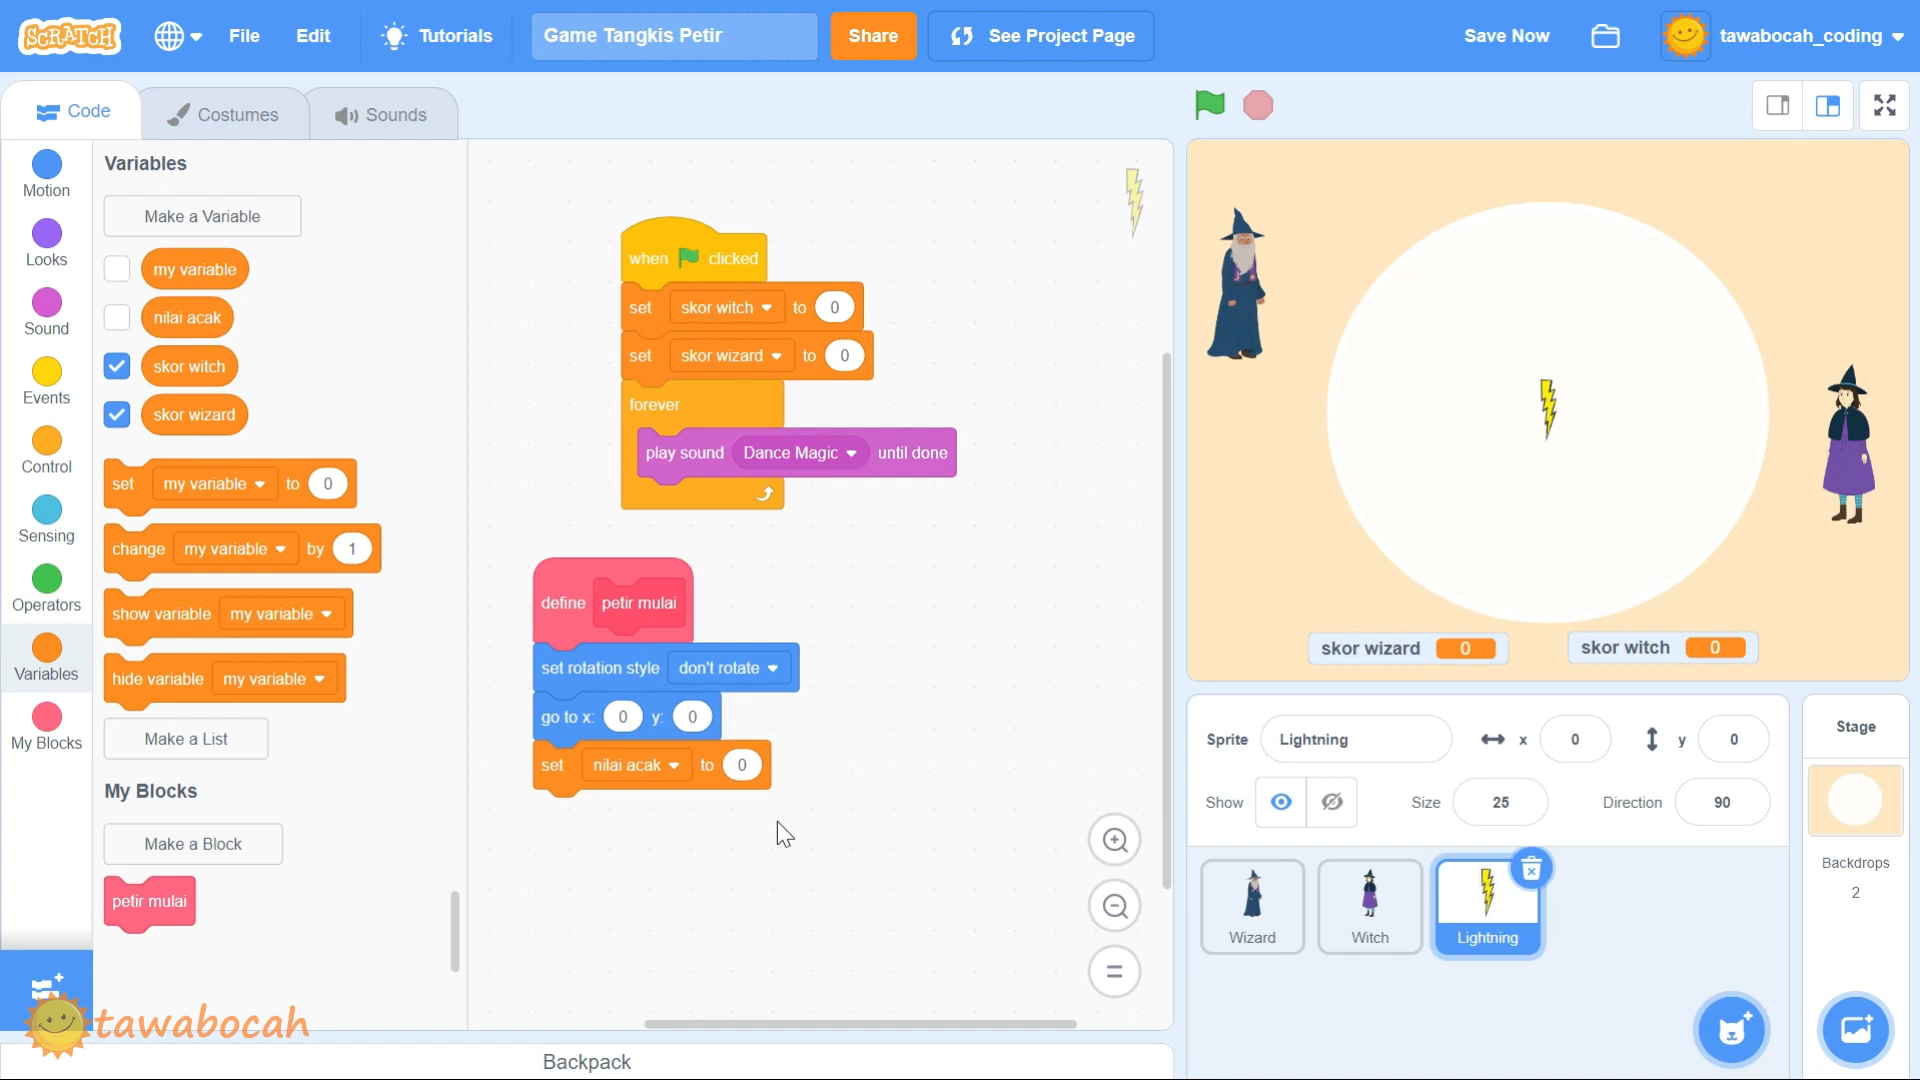 SCRATCH File Edit Tutorials Game Tangkis Petir Share See Project Page Save Now tawabocah_coding
Code Costumes Sounds
Motion
Looks
Sound
Events
Control
Sensing
Operators
Variables
My Blocks
Variables
Make a Variable
my variable
nilai acak
skor witch
skor wizard
set my variable to 0
change my variable by 1
show variable my variable
hide variable my variable
Make a List
My Blocks
Make a Block
petir mulai
when clicked
set skor witch to 0
set skor wizard to 0
forever
play sound Dance Magic until done
define petir mulai
set rotation style don't rotate
go to x: 0 y: 0
set nilai acak to 0
skor wizard 0 skor witch 0
Sprite Lightning x 0 y 0
Show Size 25 Direction 90
Wizard Witch Lightning
Stage
Backdrops
2
tawabocah
Backpack